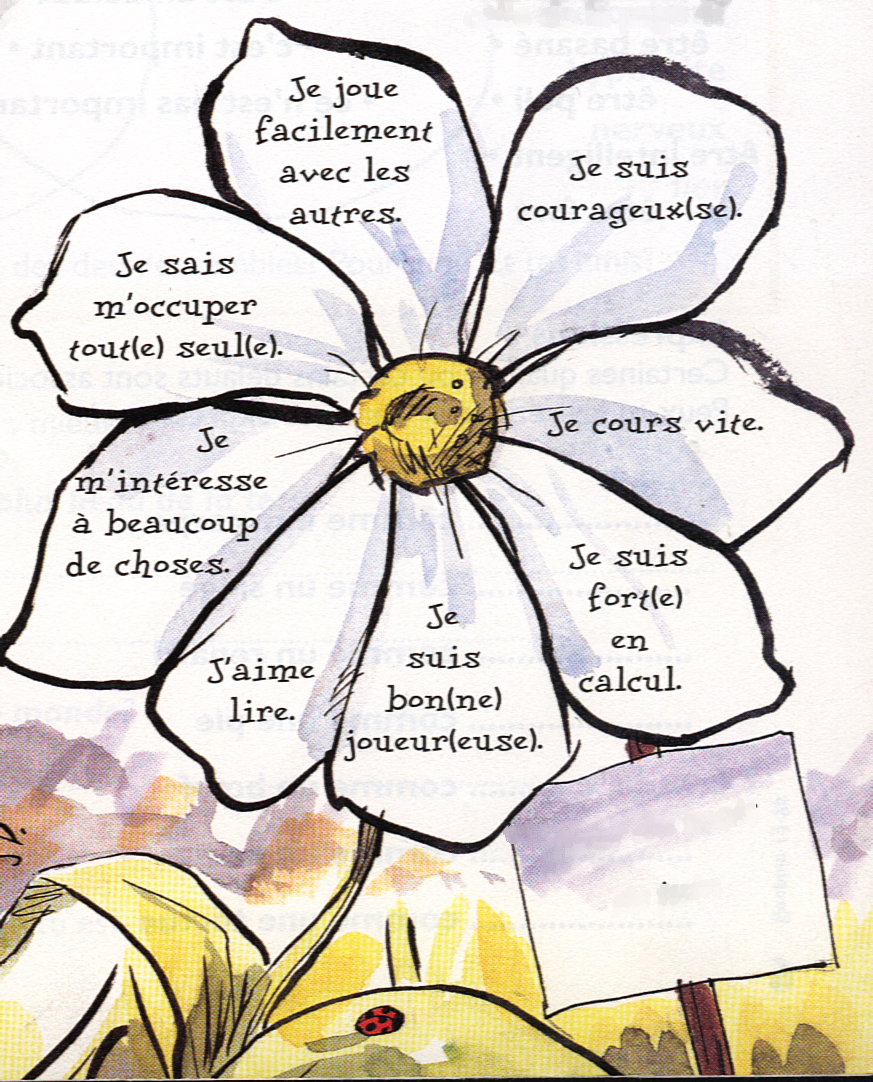 Je joue
facilement
avec les
autres.
Je suis
courageux(se).
Je sais
m'occuper
tout(e) seul(e).
Je cours vite.
Je
m'intéresse
à beaucoup
de choses.
Je suis
fort(e)
en
calcul.
J'aime
lire.
Je
suis
bon(ne)
joueur(euse).